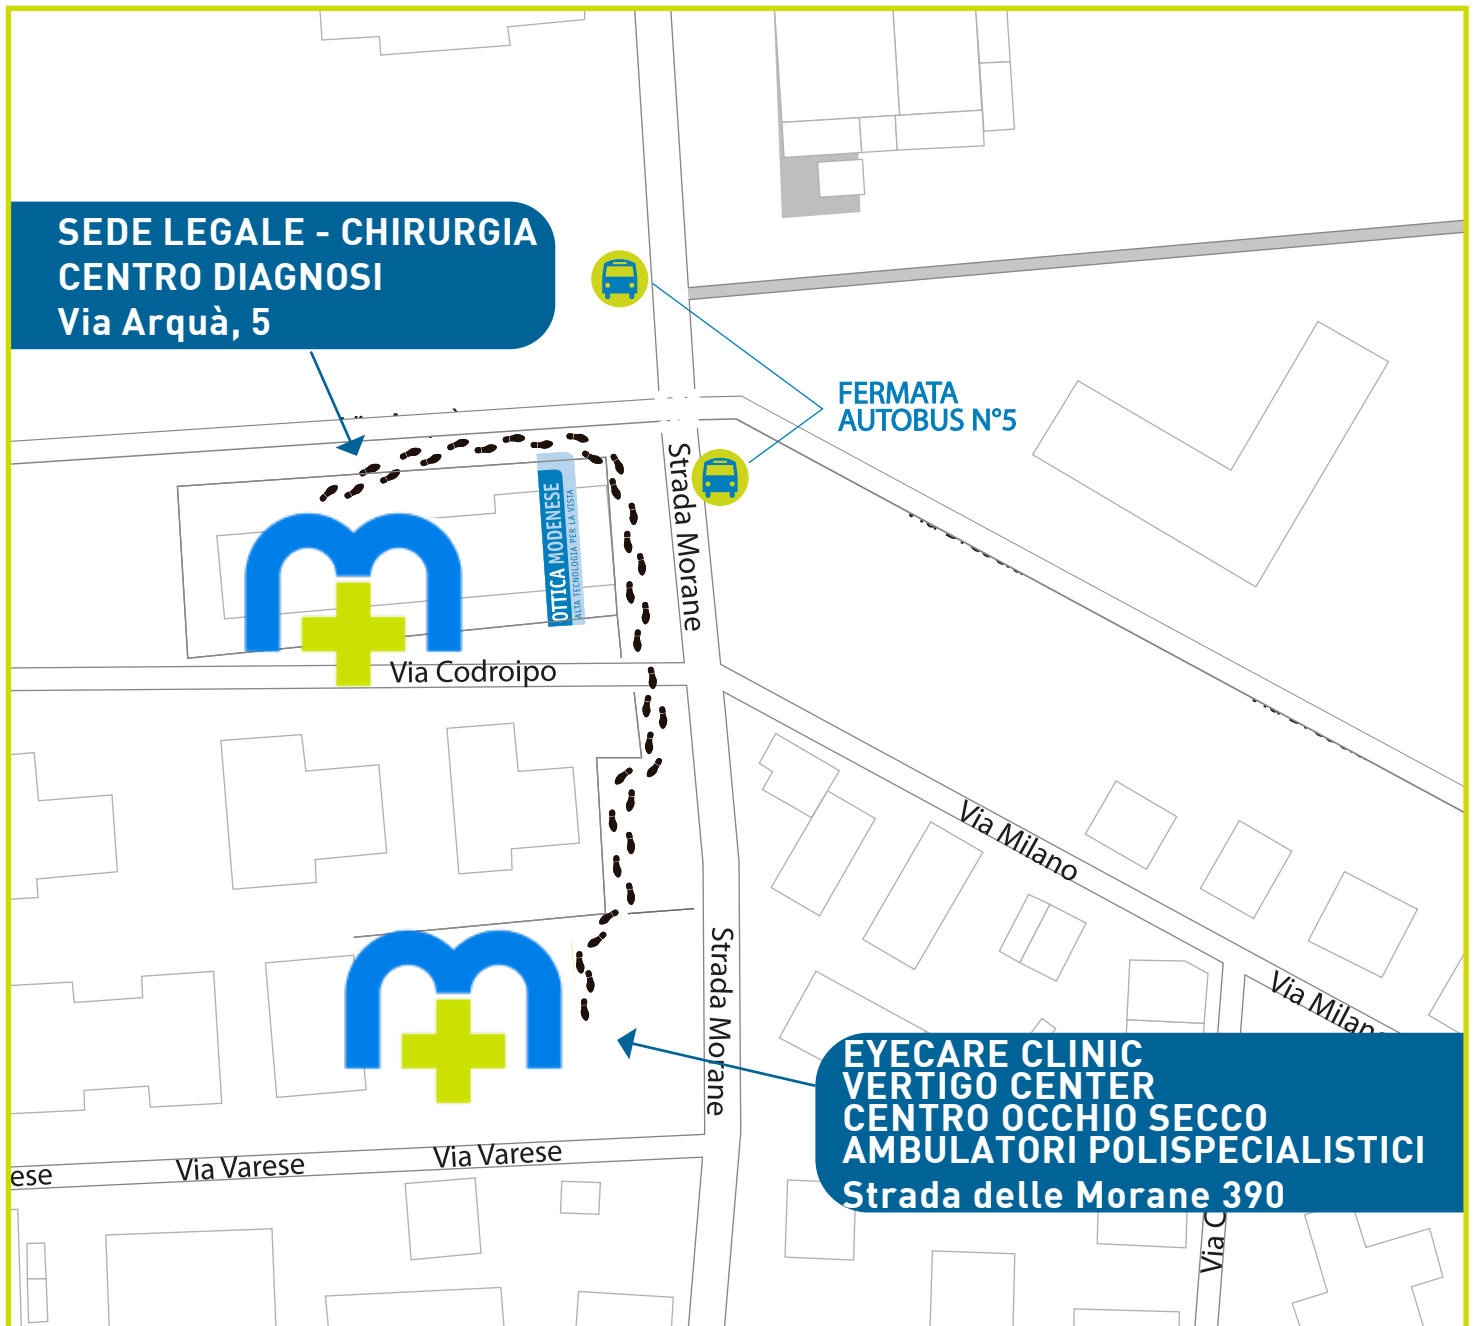 SEDE LEGALE - CHIRURGIA
CENTRO DIAGNOSI
Via Arquà, 5
FERMATA
AUTOBUS N°5
Strada Morane
OTTICA MODENESE
ALTA TECNOLOGIA PER LA VISTA
Via Codroipo
Via Milano
Strada Morane
Via Milano
EYECARE CLINIC
VERTIGO CENTER
CENTRO OCCHIO SECCO
AMBULATORI POLISPECIALISTICI
Strada delle Morane 390
ese
Via Varese
Via Varese
Via C